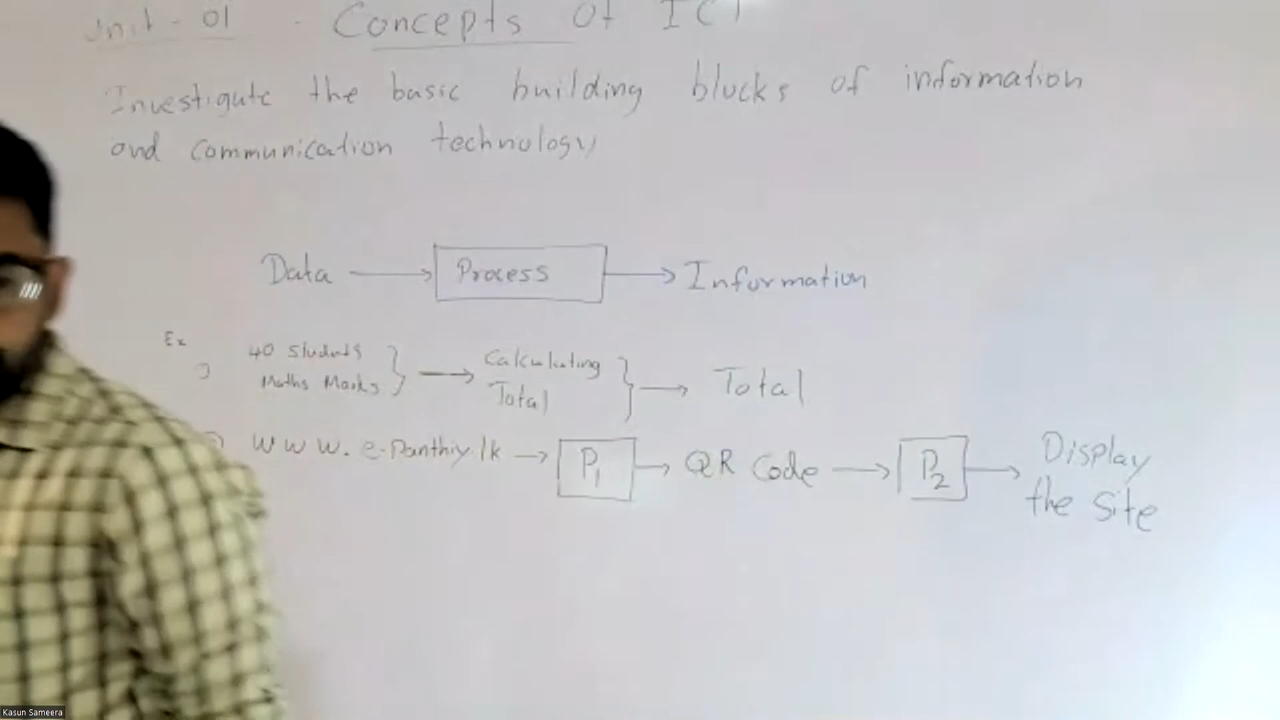 Unit - 01 - Concepts Of ICT
Investigate the basic building blocks of information
and communication technology
Data → Process → Information
Ex
40 Students Calculating Total
Maths Marks Total
www.e-Panthiy.lk → P1 → QR Code → P2 → Display
the Site
Kasun Sameera